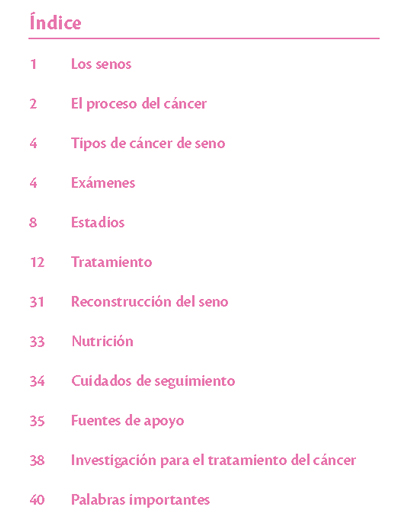 Índice
1 Los senos
2 El proceso del cáncer
4 Tipos de cáncer de seno
4 Exámenes
8 Estadios
12 Tratamiento
31 Reconstrucción del seno
33 Nutrición
34 Cuidados de seguimiento
35 Fuentes de apoyo
38 Investigación para el tratamiento del cáncer
40 Palabras importantes